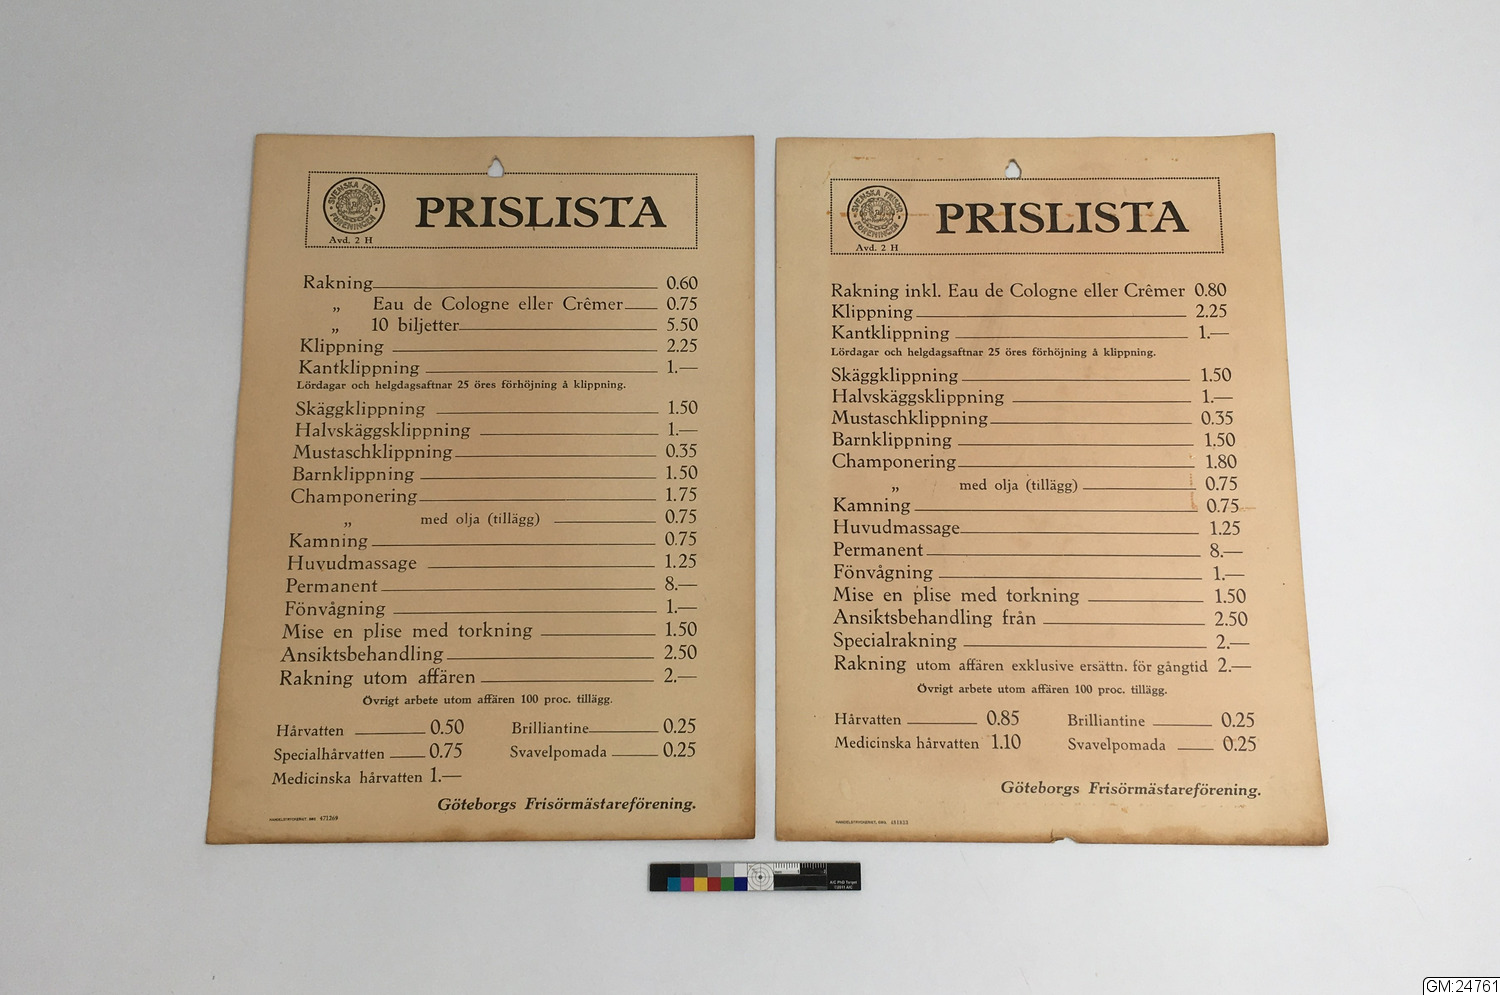 SVENSKA FRISÖR FÖRENINGEN
Avd. 2 H
PRISLISTA
Rakning 0.60
„ Eau de Cologne eller Crêmer 0.75
„ 10 biljetter 5.50
Klippning 2.25
Kantklippning 1.—
Lördagar och helgdagsaftnar 25 öres förhöjning å klippning.
Skäggklippning 1.50
Halvskäggsklippning 1.—
Mustaschklippning 0.35
Barnklippning 1.50
Champonering 1.75
„ med olja (tillägg) 0.75
Kamning 0.75
Huvudmassage 1.25
Permanent 8.—
Fönvågning 1.—
Mise en plise med torkning 1.50
Ansiktsbehandling 2.50
Rakning utom affären 2.—
Övrigt arbete utom affären 100 proc. tillägg.
Hårvatten 0.50 Brilliantine 0.25
Specialhårvatten 0.75 Svavelpomada 0.25
Medicinska hårvatten 1.—
Göteborgs Frisörmästareförening.
HANDELSTRYCKERIET, GBG 471269
SVENSKA FRISÖR FÖRENINGEN
Avd. 2 H
PRISLISTA
Rakning inkl. Eau de Cologne eller Crêmer 0.80
Klippning 2.25
Kantklippning 1.—
Lördagar och helgdagsaftnar 25 öres förhöjning å klippning.
Skäggklippning 1.50
Halvskäggsklippning 1.—
Mustaschklippning 0.35
Barnklippning 1.50
Champonering 1.80
„ med olja (tillägg) 0.75
Kamning 0.75
Huvudmassage 1.25
Permanent 8.—
Fönvågning 1.—
Mise en plise med torkning 1.50
Ansiktsbehandling från 2.50
Specialrakning 2.—
Rakning utom affären exklusive ersättn. för gångtid 2.—
Övrigt arbete utom affären 100 proc. tillägg.
Hårvatten 0.85 Brilliantine 0.25
Medicinska hårvatten 1.10 Svavelpomada 0.25
Göteborgs Frisörmästareförening.
HANDELSTRYCKERIET, GBG.
GM:24761